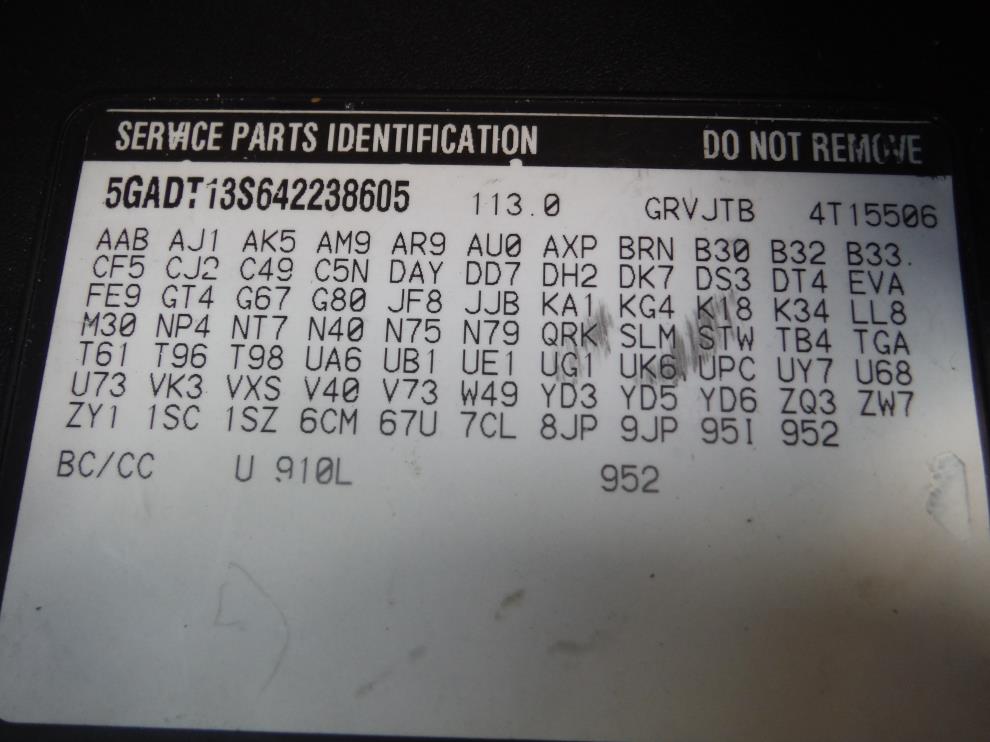 SERVICE PARTS IDENTIFICATION DO NOT REMOVE
5GADT13S642238605 113.0 GRVJTB 4T15506
AAB AJ1 AK5 AM9 AR9 AU0 AXP BRN B30 B32 B33
CF5 CJ2 C49 C5N DAY DD7 DH2 DK7 DS3 DT4 EVA
FE9 GT4 G67 G80 JF8 JJB KA1 KG4 K18 K34 LL8
M30 NP4 NT7 N40 N75 N79 QRK SLM STW TB4 TGA
T61 T96 T98 UA6 UB1 UE1 UG1 UK6 UPC UY7 U68
U73 VK3 VXS V40 V73 W49 YD3 YD5 YD6 ZQ3 ZW7
ZY1 1SC 1SZ 6CM 67U 7CL 8JP 9JP 95I 952
BC/CC U 910L 952